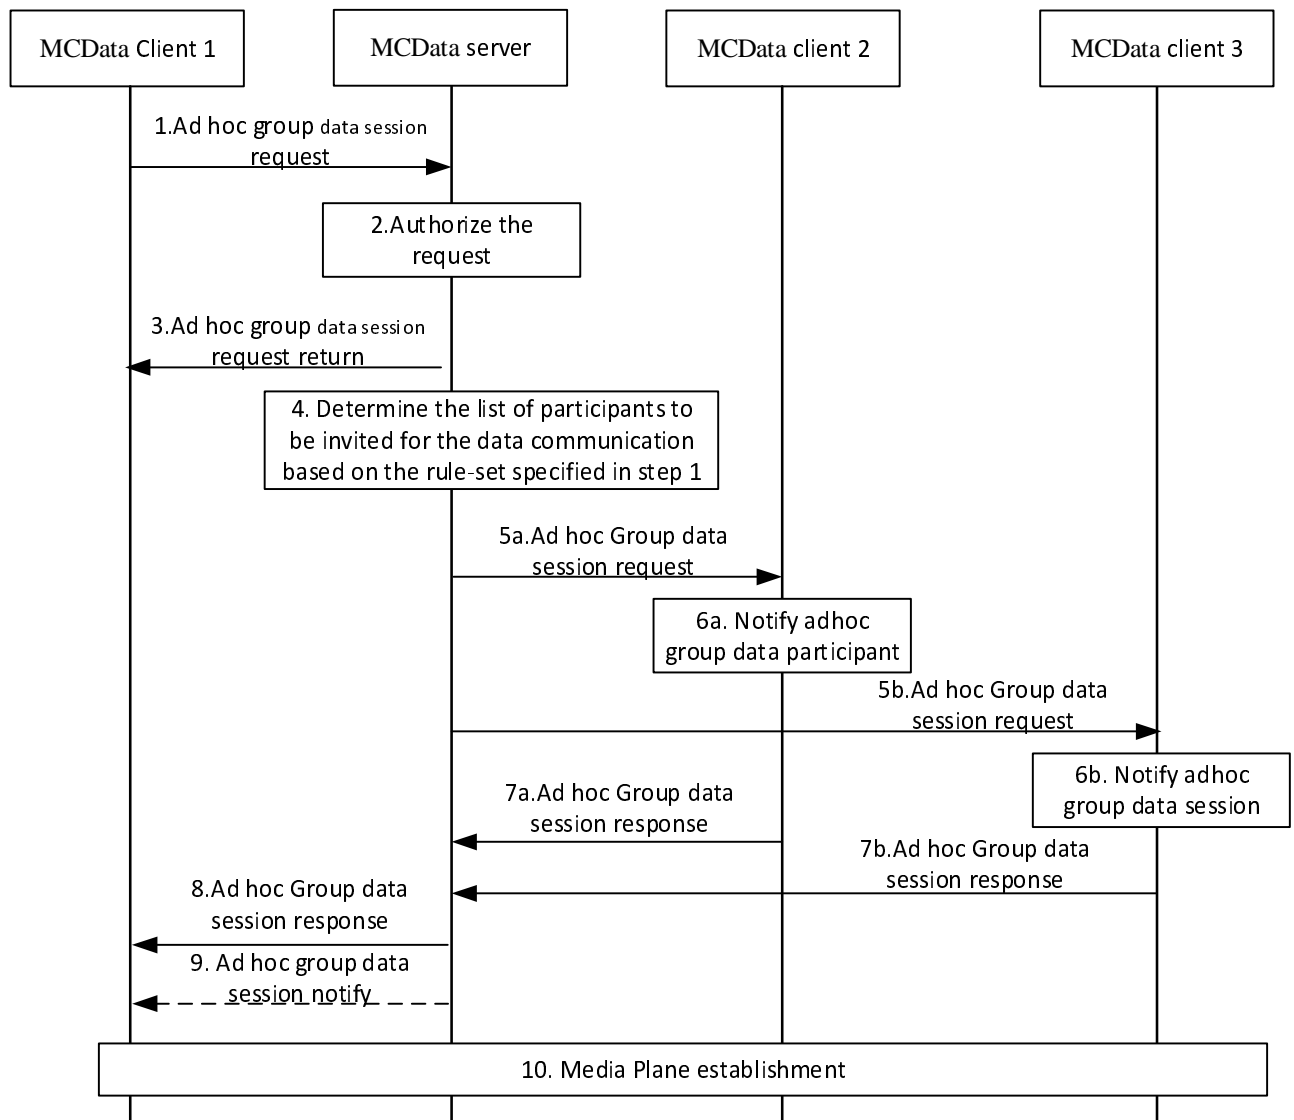 MCData Client 1
MCData server
MCData client 2
MCData client 3
1.Ad hoc group data session
request
2.Authorize the
request
3.Ad hoc group data session
request return
4. Determine the list of participants to
be invited for the data communication
based on the rule-set specified in step 1
5a.Ad hoc Group data
session request
6a. Notify adhoc
group data participant
5b.Ad hoc Group data
session request
6b. Notify adhoc
group data session
7a.Ad hoc Group data
session response
7b.Ad hoc Group data
session response
8.Ad hoc Group data
session response
9. Ad hoc group data
session notify
10. Media Plane establishment